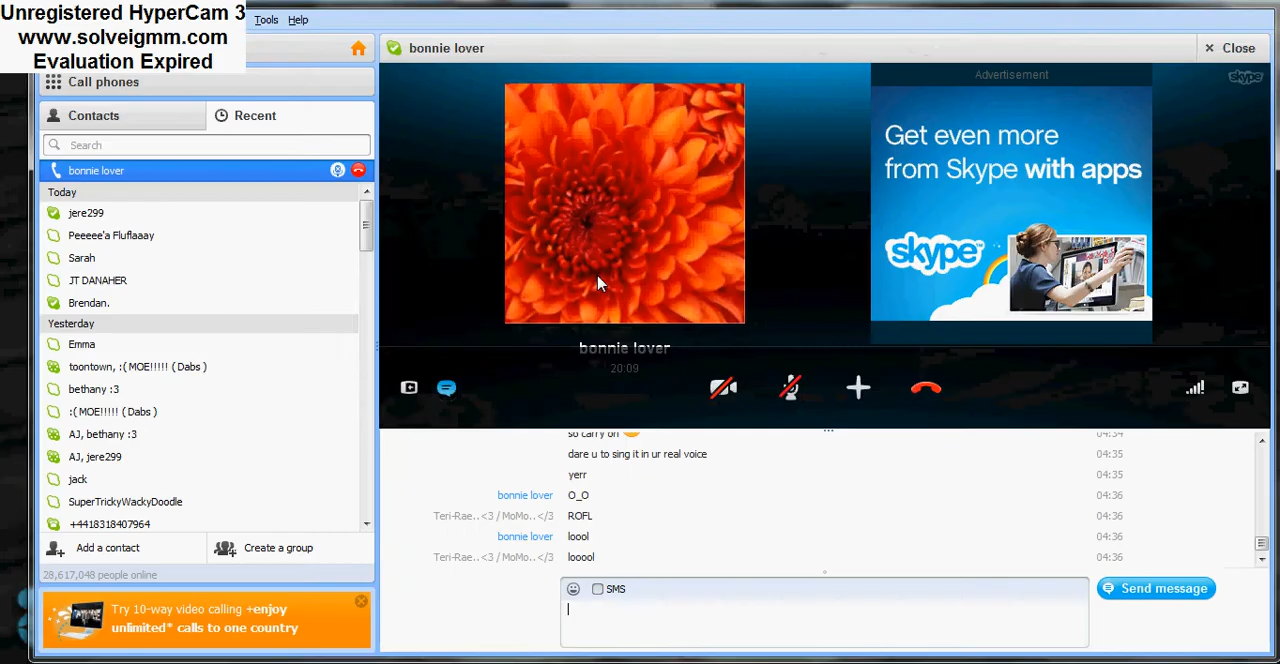 Unregistered HyperCam 3
www.solveigmm.com
Evaluation Expired
Tools Help
Call phones
Contacts
Recent
Search
bonnie lover
Today
jere299
Peeeee'a Fluflaaay
Sarah
JT DANAHER
Brendan.
Yesterday
Emma
toontown, :( MOE!!!!! ( Dabs )
bethany :3
:( MOE!!!!! ( Dabs )
AJ, bethany :3
AJ, jere299
jack
SuperTrickyWackyDoodle
+4418318407964
Add a contact
Create a group
28,617,048 people online
Try 10-way video calling +enjoy
unlimited* calls to one country
bonnie lover
Close
Advertisement
skype
Get even more
from Skype with apps
skype
bonnie lover
20:09
so carry on 04:34
dare u to sing it in ur real voice 04:35
yerr 04:35
bonnie lover O_O 04:36
Teri-Rae..<3 / MoMo..</3 ROFL 04:36
bonnie lover loool 04:36
Teri-Rae..<3 / MoMo..</3 looool 04:36
SMS
Send message